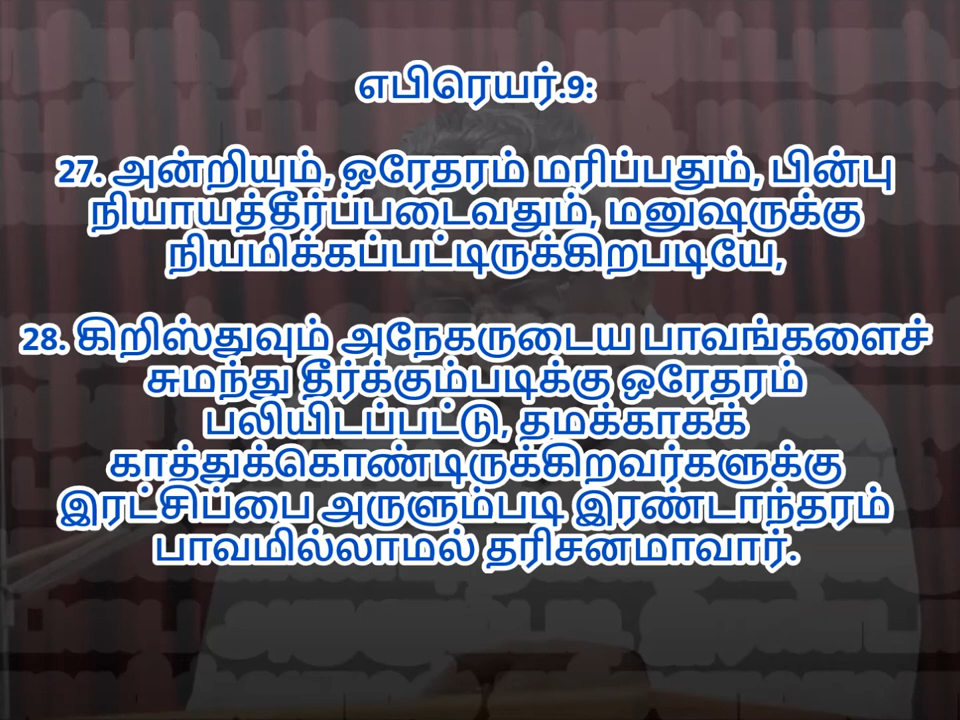 எபிரெயர்.9:
27. அன்றியும், ஒரேதரம் மரிப்பதும், பின்பு
நியாயத்தீர்ப்படைவதும், மனுஷருக்கு
நியமிக்கப்பட்டிருக்கிறபடியே,
28. கிறிஸ்துவும் அநேகருடைய பாவங்களைச்
சுமந்து தீர்க்கும்படிக்கு ஒரேதரம்
பலியிடப்பட்டு, தமக்காகக்
காத்துக்கொண்டிருக்கிறவர்களுக்கு
இரட்சிப்பை அருளும்படி இரண்டாந்தரம்
பாவமில்லாமல் தரிசனமாவார்.